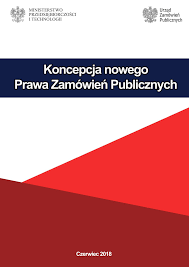 MINISTERSTWO
PRZEDSIĘBIORCZOŚCI
I TECHNOLOGII
Urząd
Zamówień
Publicznych
Koncepcja nowego
Prawa Zamówień Publicznych
Czerwiec 2018